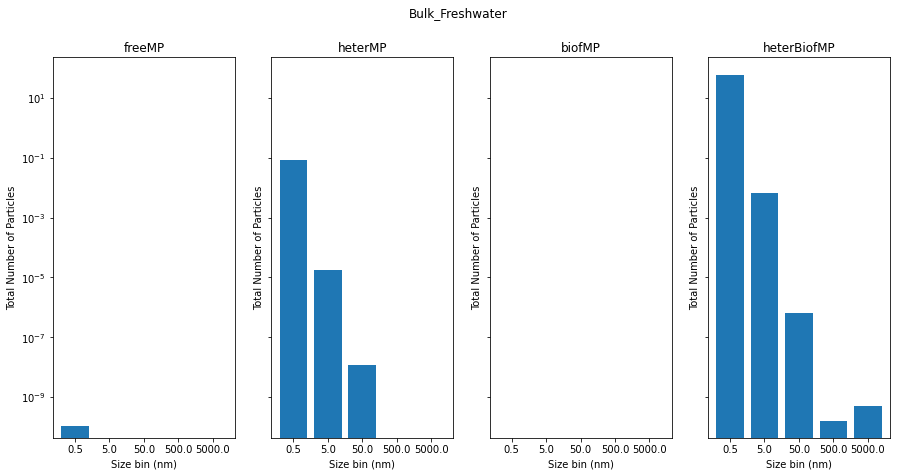 Bulk_Freshwater
freeMP
heterMP
biofMP
heterBiofMP
Total Number of Particles
10^1
10^-1
10^-3
10^-5
10^-7
10^-9
0.5 5.0 50.0 500.0 5000.0
Size bin (nm)
Total Number of Particles
0.5 5.0 50.0 500.0 5000.0
Size bin (nm)
Total Number of Particles
0.5 5.0 50.0 500.0 5000.0
Size bin (nm)
Total Number of Particles
0.5 5.0 50.0 500.0 5000.0
Size bin (nm)